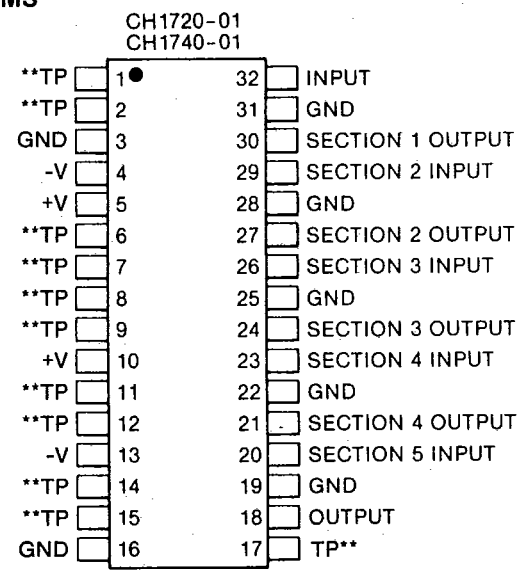 MS
CH1720-01
CH1740-01
**TP 1 32 INPUT
**TP 2 31 GND
GND 3 30 SECTION 1 OUTPUT
-V 4 29 SECTION 2 INPUT
+V 5 28 GND
**TP 6 27 SECTION 2 OUTPUT
**TP 7 26 SECTION 3 INPUT
**TP 8 25 GND
**TP 9 24 SECTION 3 OUTPUT
+V 10 23 SECTION 4 INPUT
**TP 11 22 GND
**TP 12 21 SECTION 4 OUTPUT
-V 13 20 SECTION 5 INPUT
**TP 14 19 GND
**TP 15 18 OUTPUT
GND 16 17 TP**